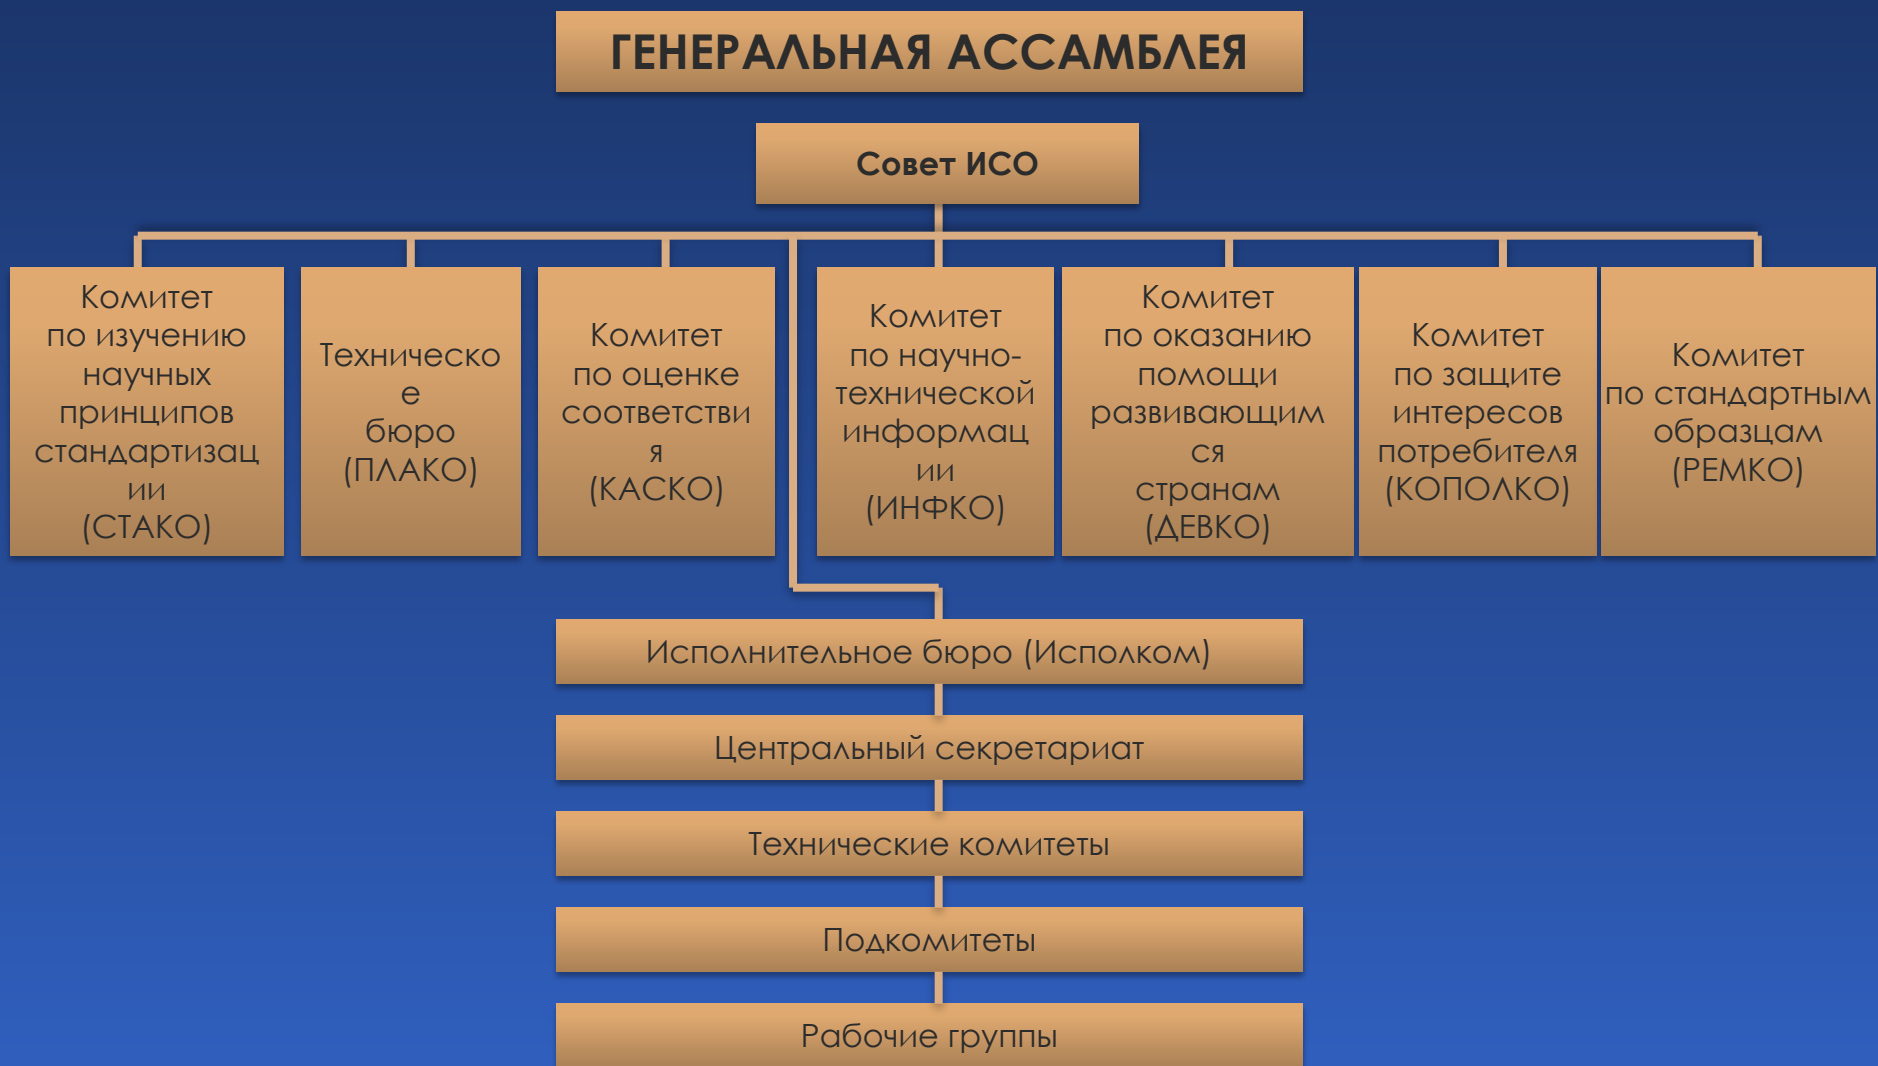 ГЕНЕРАЛЬНАЯ АССАМБЛЕЯ
Совет ИСО
Комитет
по изучению
научных
принципов
стандартизац
ии
(СТАКО)
Техническо
е
бюро
(ПЛАКО)
Комитет
по оценке
соответстви
я
(КАСКО)
Комитет
по научно-
технической
информац
ии
(ИНФКО)
Комитет
по оказанию
помощи
развивающим
ся
странам
(ДЕВКО)
Комитет
по защите
интересов
потребителя
(КОПОЛКО)
Комитет
по стандартным
образцам
(РЕМКО)
Исполнительное бюро (Исполком)
Центральный секретариат
Технические комитеты
Подкомитеты
Рабочие группы